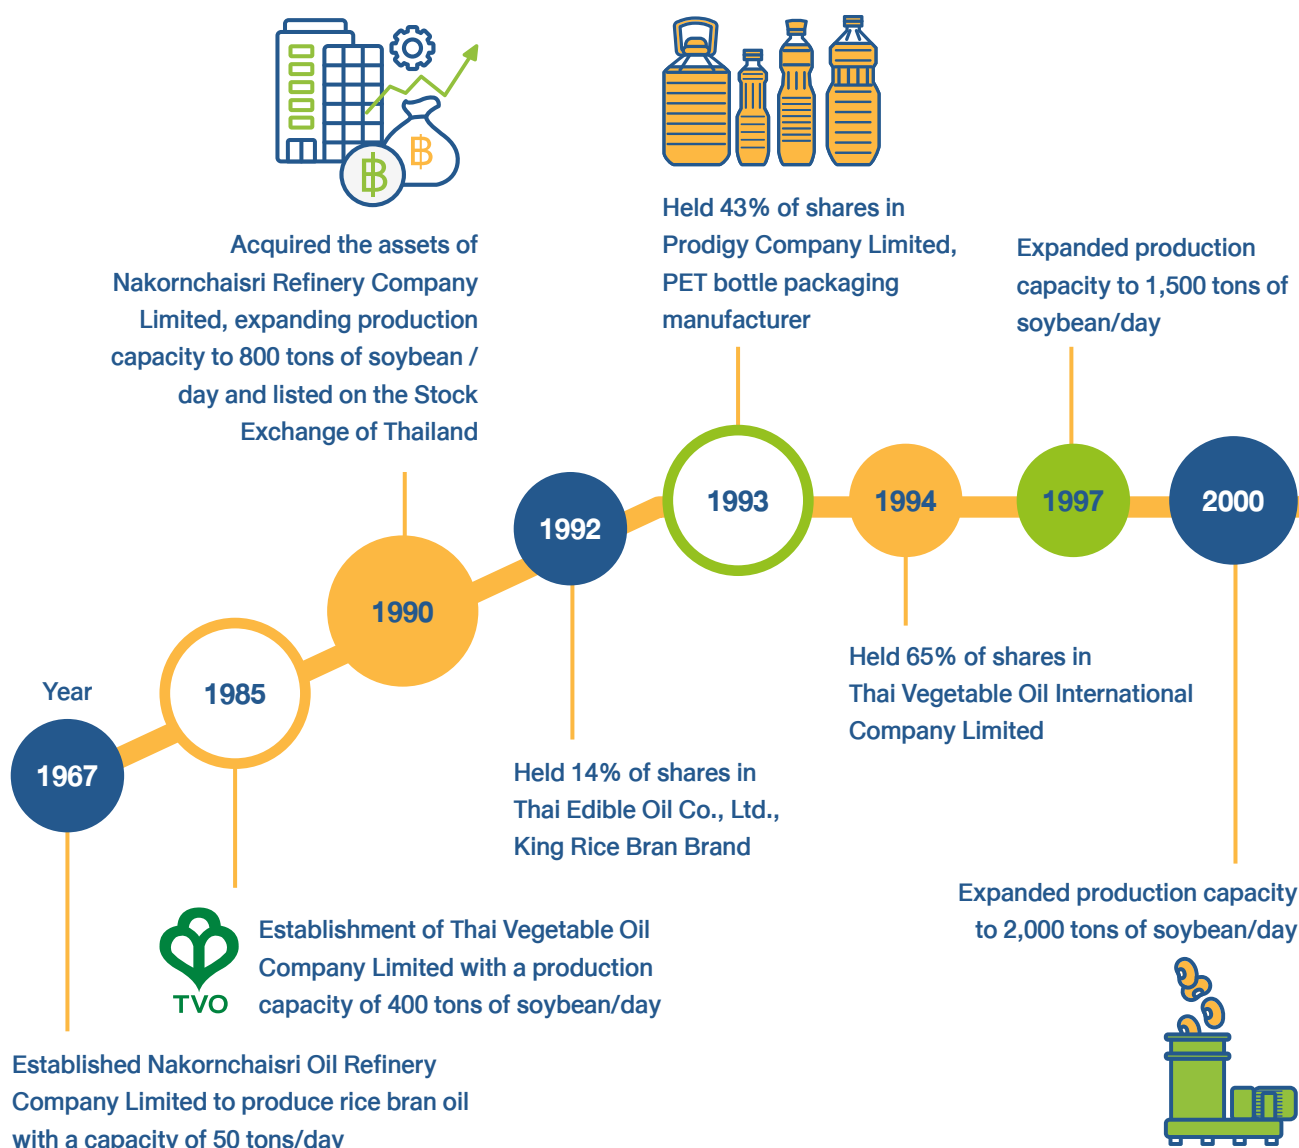 Acquired the assets of
Nakornchaisri Refinery Company
Limited, expanding production
capacity to 800 tons of soybean /
day and listed on the Stock
Exchange of Thailand
Held 43% of shares in
Prodigy Company Limited,
PET bottle packaging
manufacturer
Expanded production
capacity to 1,500 tons of
soybean/day
Year
1967
1985
1990
1992
1993
1994
1997
2000
Held 65% of shares in
Thai Vegetable Oil International
Company Limited
Held 14% of shares in
Thai Edible Oil Co., Ltd.,
King Rice Bran Brand
Expanded production capacity
to 2,000 tons of soybean/day
TVO
Establishment of Thai Vegetable Oil
Company Limited with a production
capacity of 400 tons of soybean/day
Established Nakornchaisri Oil Refinery
Company Limited to produce rice bran oil
with a capacity of 50 tons/day